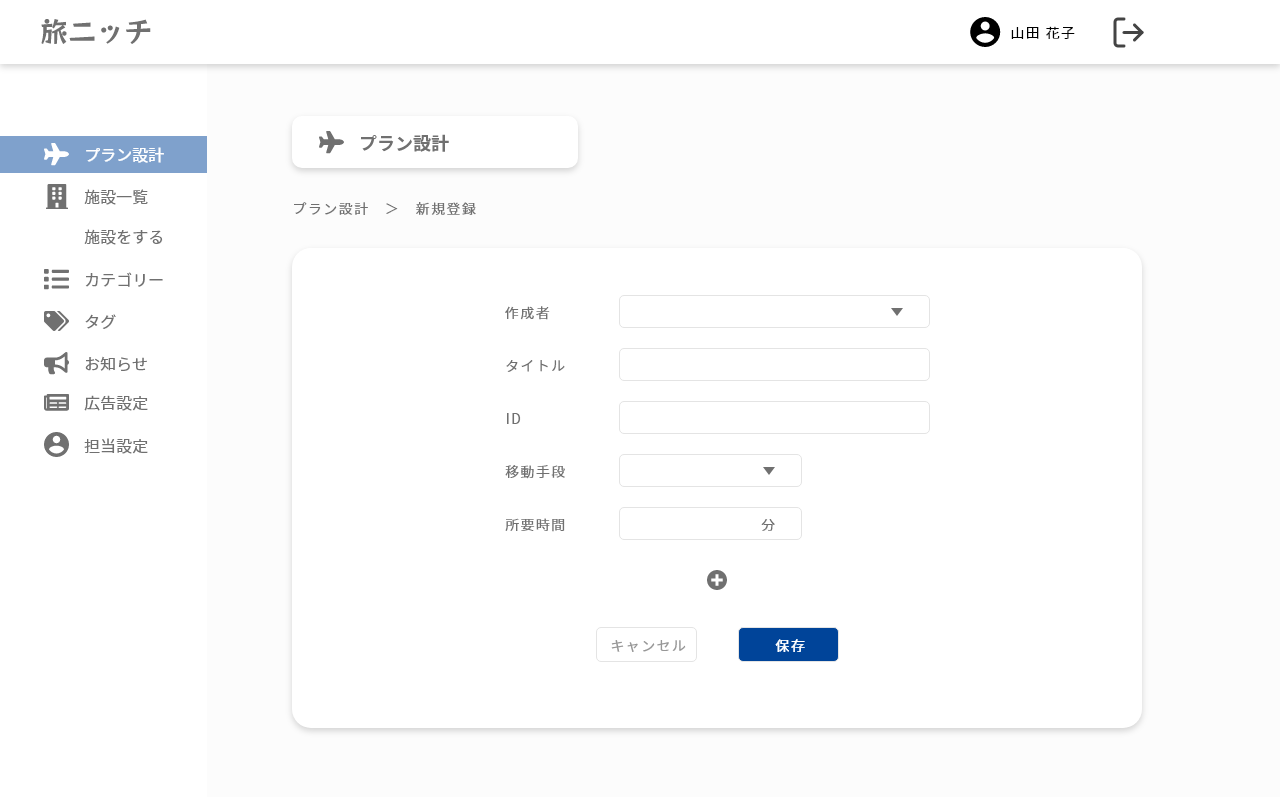 旅ニッチ
山田 花子
プラン設計
施設一覧
施設をする
カテゴリー
タグ
お知らせ
広告設定
担当設定
プラン設計
プラン設計 ＞ 新規登録
作成者
タイトル
ID
移動手段
所要時間 分
キャンセル 保存